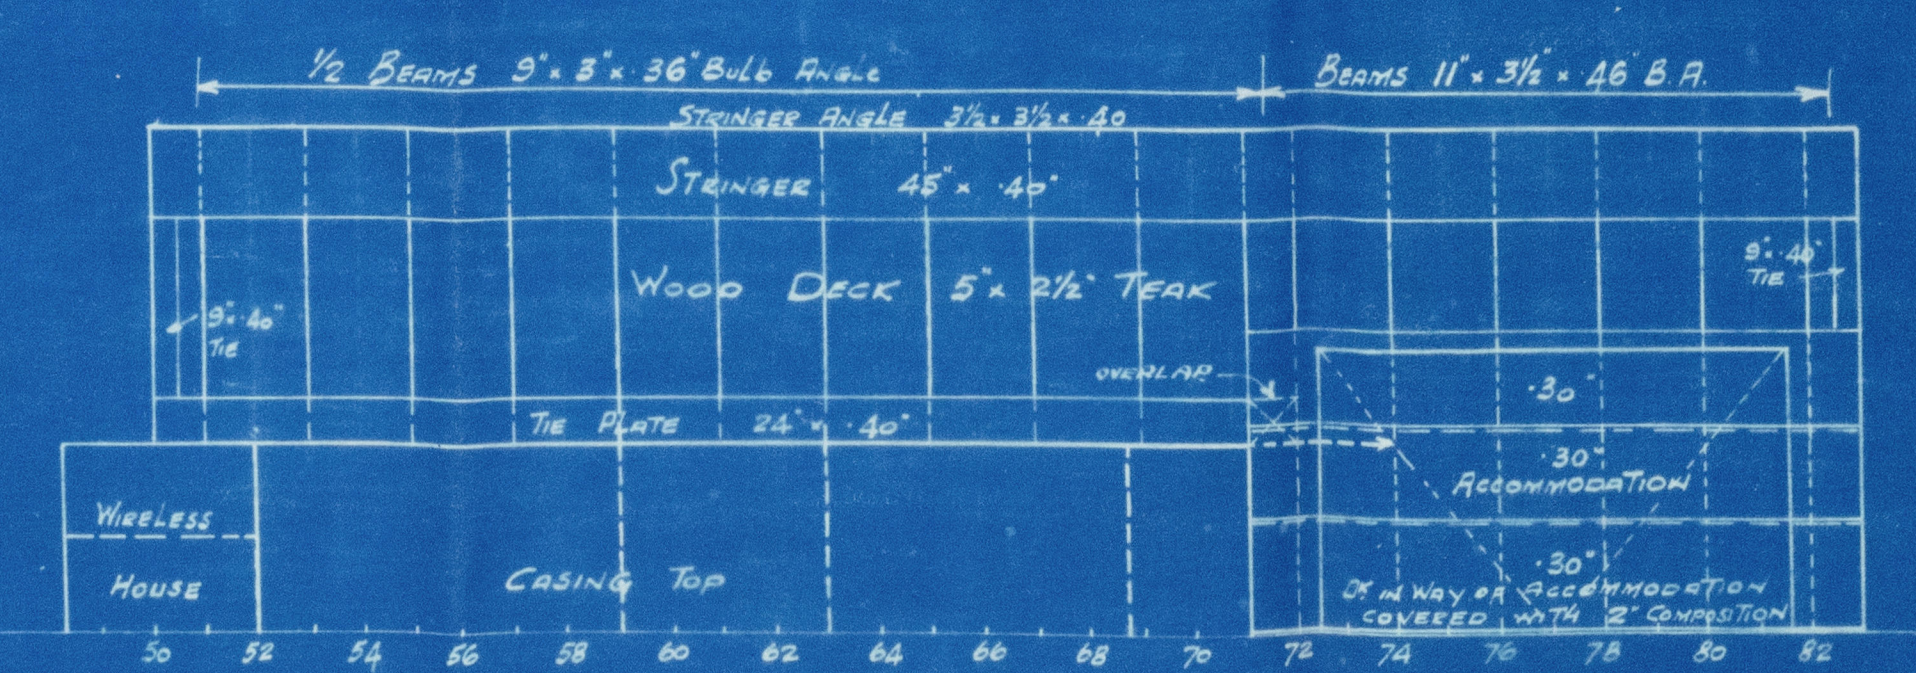 ½ BEAMS 9" x 3" x ·36" Bulb ANGLE
BEAMS 11" x 3½" x ·46" B.A.
STRINGER ANGLE 3½ x 3½ x ·40
STRINGER 45" x ·40"
WOOD DECK 5" x 2½" TEAK
9" x ·40"
TIE
9" x ·40"
TIE
OVERLAP
·30"
TIE PLATE 24" x ·40"
·30"
ACCOMMODATION
WIRELESS
HOUSE
CASING TOP
·30"
DK IN WAY OF ACCOMMODATION
COVERED WITH 2" COMPOSITION
50 52 54 56 58 60 62 64 66 68 70 72 74 76 78 80 82